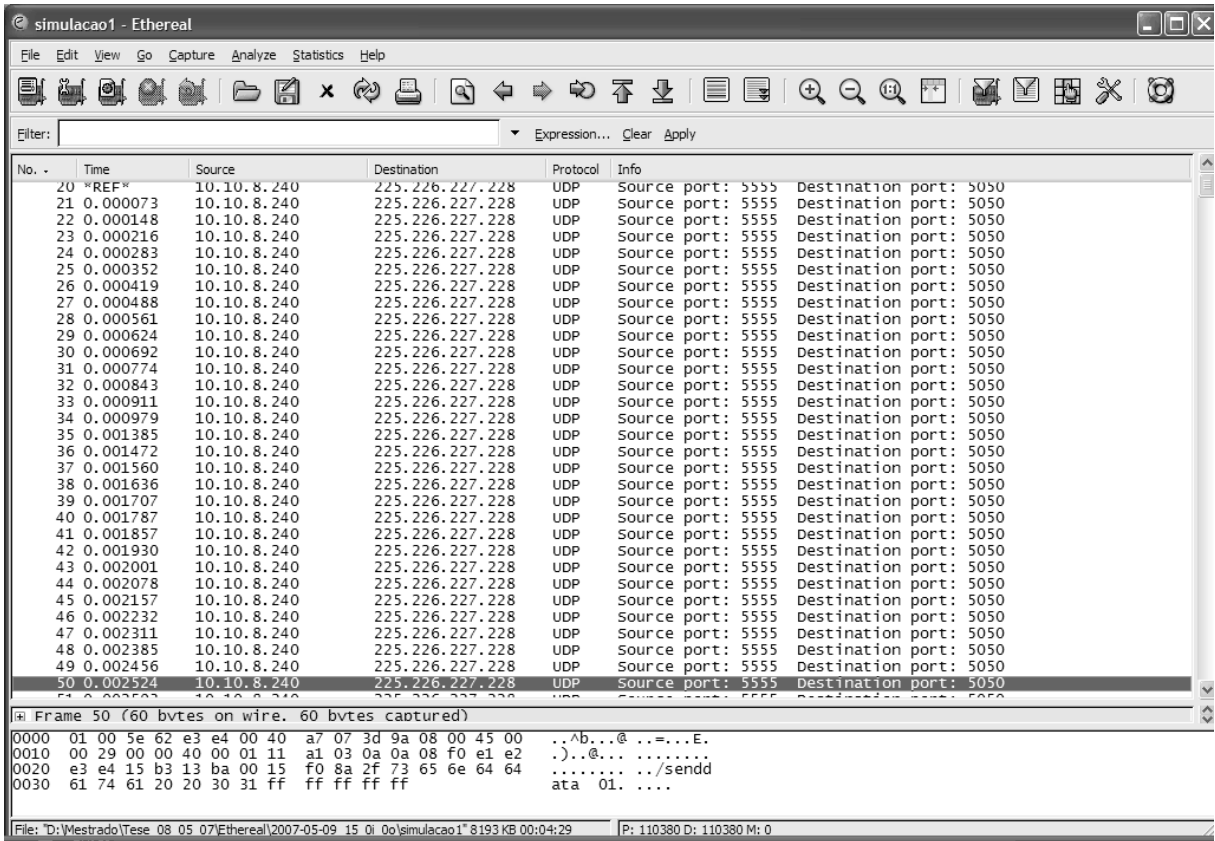 simulacao1 - Ethereal
File Edit View Go Capture Analyze Statistics Help
Filter: Expression... Clear Apply
No. Time Source Destination Protocol Info
20 *REF* 10.10.8.240 225.226.227.228 UDP Source port: 5555 Destination port: 5050
21 0.000073 10.10.8.240 225.226.227.228 UDP Source port: 5555 Destination port: 5050
22 0.000148 10.10.8.240 225.226.227.228 UDP Source port: 5555 Destination port: 5050
23 0.000216 10.10.8.240 225.226.227.228 UDP Source port: 5555 Destination port: 5050
24 0.000283 10.10.8.240 225.226.227.228 UDP Source port: 5555 Destination port: 5050
25 0.000352 10.10.8.240 225.226.227.228 UDP Source port: 5555 Destination port: 5050
26 0.000419 10.10.8.240 225.226.227.228 UDP Source port: 5555 Destination port: 5050
27 0.000488 10.10.8.240 225.226.227.228 UDP Source port: 5555 Destination port: 5050
28 0.000561 10.10.8.240 225.226.227.228 UDP Source port: 5555 Destination port: 5050
29 0.000624 10.10.8.240 225.226.227.228 UDP Source port: 5555 Destination port: 5050
30 0.000692 10.10.8.240 225.226.227.228 UDP Source port: 5555 Destination port: 5050
31 0.000774 10.10.8.240 225.226.227.228 UDP Source port: 5555 Destination port: 5050
32 0.000843 10.10.8.240 225.226.227.228 UDP Source port: 5555 Destination port: 5050
33 0.000911 10.10.8.240 225.226.227.228 UDP Source port: 5555 Destination port: 5050
34 0.000979 10.10.8.240 225.226.227.228 UDP Source port: 5555 Destination port: 5050
35 0.001385 10.10.8.240 225.226.227.228 UDP Source port: 5555 Destination port: 5050
36 0.001472 10.10.8.240 225.226.227.228 UDP Source port: 5555 Destination port: 5050
37 0.001560 10.10.8.240 225.226.227.228 UDP Source port: 5555 Destination port: 5050
38 0.001636 10.10.8.240 225.226.227.228 UDP Source port: 5555 Destination port: 5050
39 0.001707 10.10.8.240 225.226.227.228 UDP Source port: 5555 Destination port: 5050
40 0.001787 10.10.8.240 225.226.227.228 UDP Source port: 5555 Destination port: 5050
41 0.001857 10.10.8.240 225.226.227.228 UDP Source port: 5555 Destination port: 5050
42 0.001930 10.10.8.240 225.226.227.228 UDP Source port: 5555 Destination port: 5050
43 0.002001 10.10.8.240 225.226.227.228 UDP Source port: 5555 Destination port: 5050
44 0.002078 10.10.8.240 225.226.227.228 UDP Source port: 5555 Destination port: 5050
45 0.002157 10.10.8.240 225.226.227.228 UDP Source port: 5555 Destination port: 5050
46 0.002232 10.10.8.240 225.226.227.228 UDP Source port: 5555 Destination port: 5050
47 0.002311 10.10.8.240 225.226.227.228 UDP Source port: 5555 Destination port: 5050
48 0.002385 10.10.8.240 225.226.227.228 UDP Source port: 5555 Destination port: 5050
49 0.002456 10.10.8.240 225.226.227.228 UDP Source port: 5555 Destination port: 5050
50 0.002524 10.10.8.240 225.226.227.228 UDP Source port: 5555 Destination port: 5050
Frame 50 (60 bytes on wire, 60 bytes captured)
0000 01 00 5e 62 e3 e4 00 40 a7 07 3d 9a 08 00 45 00 ..^b...@ ..=...E.
0010 00 29 00 00 40 00 01 11 a1 03 0a 0a 08 f0 e1 e2 .)..@... ........
0020 e3 e4 15 b3 13 ba 00 15 f0 8a 2f 73 65 6e 64 64 ........ ../sendd
0030 61 74 61 20 20 30 31 ff ff ff ff ff ata 01. ....
File: "D:\Mestrado\Tese_08_05_07\Ethereal\2007-05-09_15_0i_0o\simulacao1" 8193 KB 00:04:29 P: 110380 D: 110380 M: 0